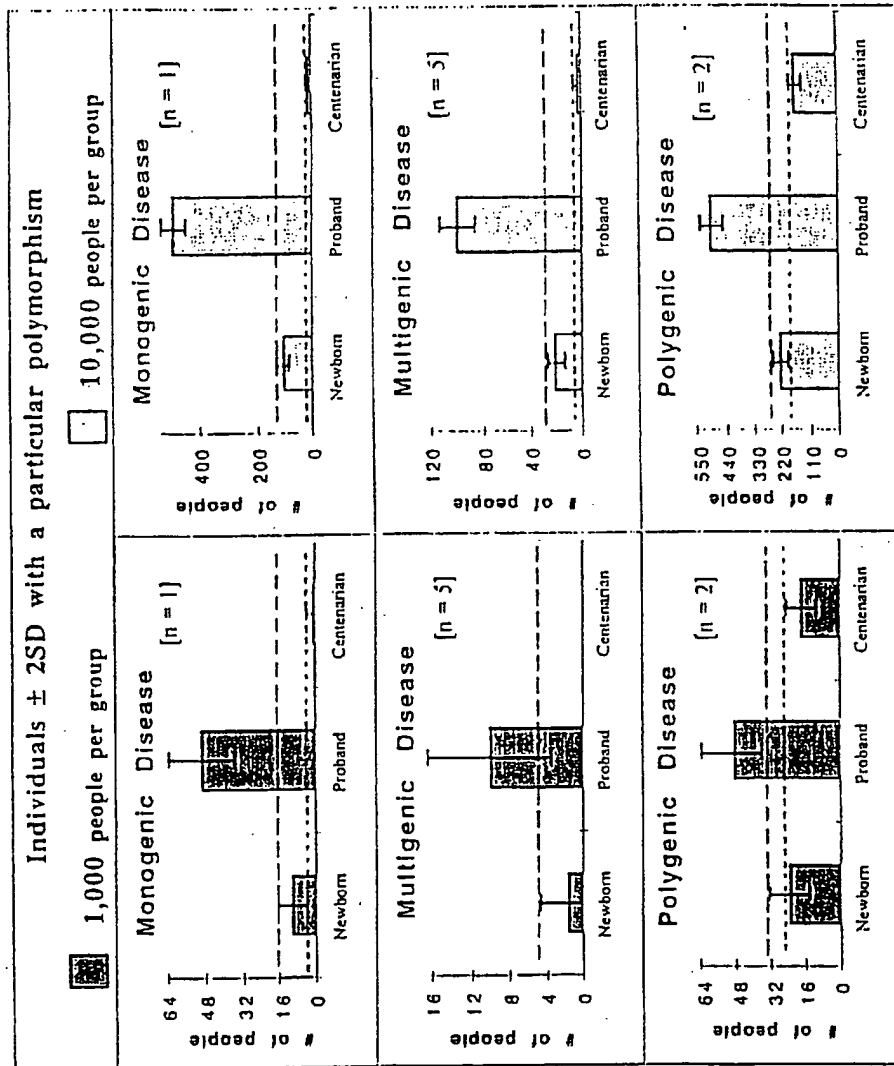 Individuals ± 2SD with a particular polymorphism
1,000 people per group
10,000 people per group
Monogenic Disease
[n = 1]
# of people
64
48
32
16
0
Newborn
Proband
Centenarian
Monogenic Disease
[n = 1]
# of people
400
200
0
Newborn
Proband
Centenarian
Multigenic Disease
[n = 5]
# of people
16
12
8
4
0
Newborn
Proband
Centenarian
Multigenic Disease
[n = 5]
# of people
120
80
40
0
Newborn
Proband
Centenarian
Polygenic Disease
[n = 2]
# of people
64
48
32
16
0
Newborn
Proband
Centenarian
Polygenic Disease
[n = 2]
# of people
550
440
330
220
110
0
Newborn
Proband
Centenarian